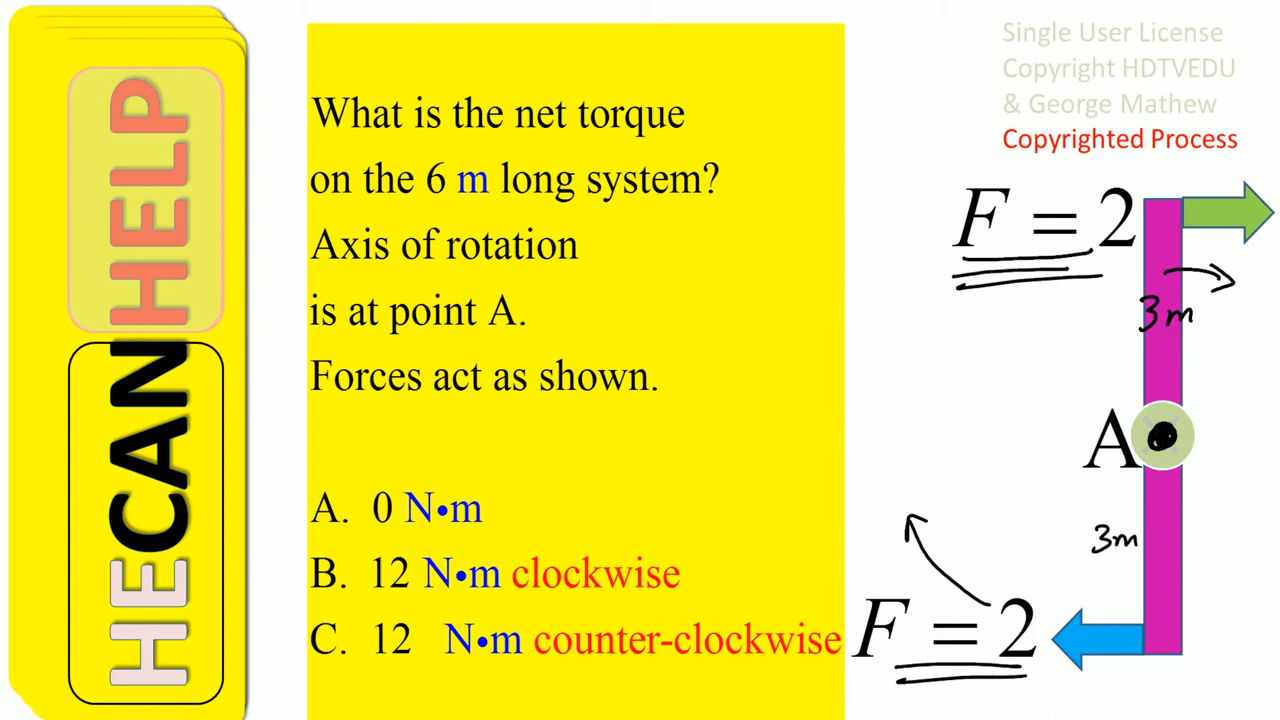 HECANHELP
What is the net torque
on the 6 m long system?
Axis of rotation
is at point A.
Forces act as shown.
A. 0 N•m
B. 12 N•m clockwise
C. 12 N•m counter-clockwise
Single User License
Copyright HDTVEDU
& George Mathew
Copyrighted Process
F = 2
3m
A
3m
F = 2